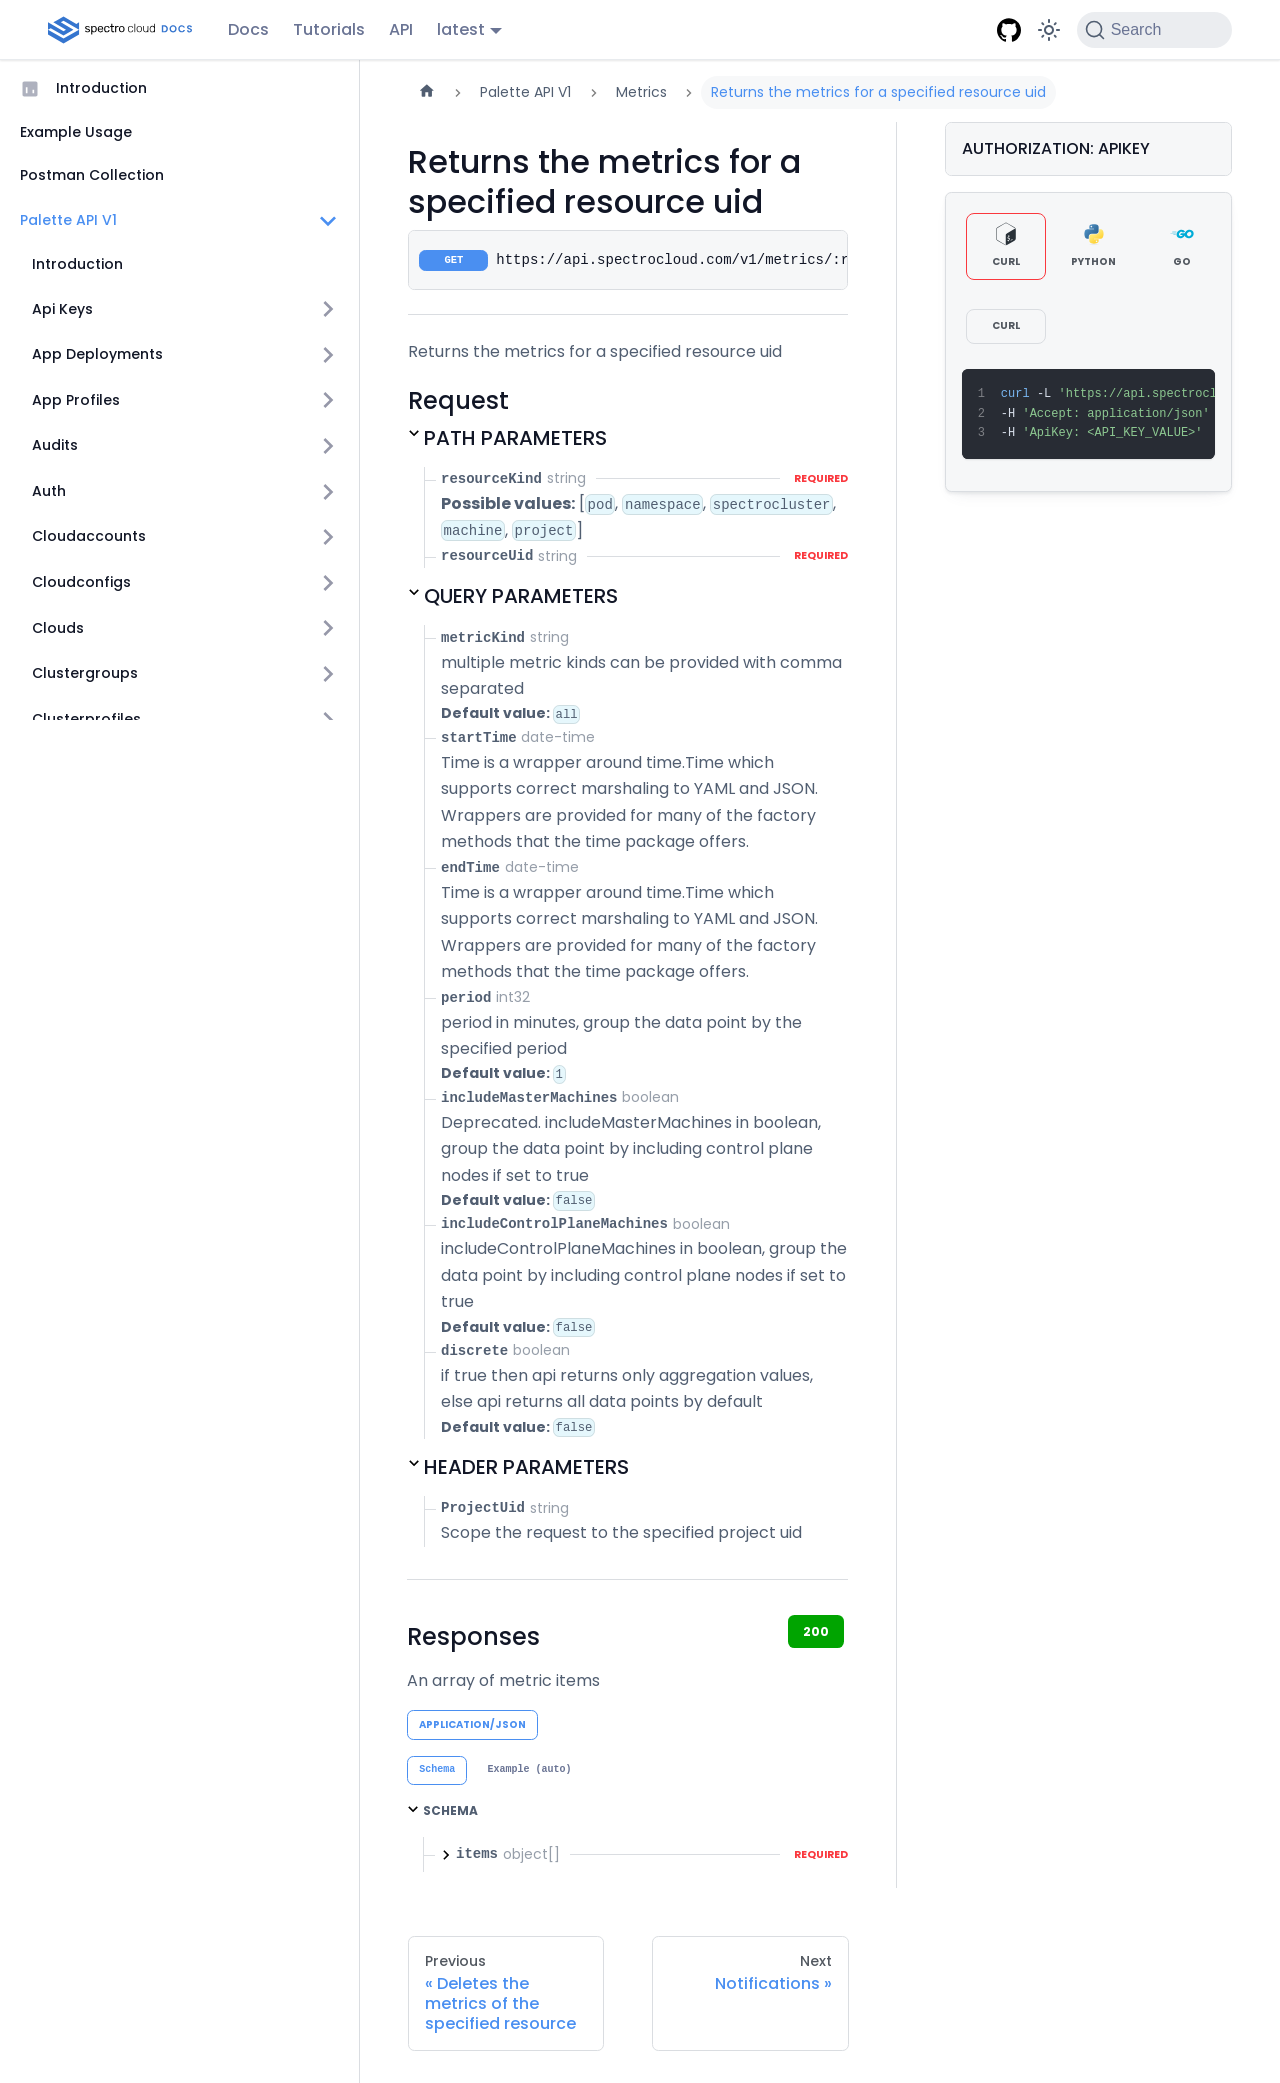 spectro cloud DOCS
Docs
Tutorials
API
latest
Search
Introduction
Example Usage
Postman Collection
Palette API V1
Introduction
Api Keys
App Deployments
App Profiles
Audits
Auth
Cloudaccounts
Cloudconfigs
Clouds
Clustergroups
Clusterprofiles
Palette API V1
Metrics
Returns the metrics for a specified resource uid
Returns the metrics for a
specified resource uid
GET https://api.spectrocloud.com/v1/metrics/:r
Returns the metrics for a specified resource uid
Request
PATH PARAMETERS
resourceKind string REQUIRED
Possible values: [pod, namespace, spectrocluster,
machine, project]
resourceUid string REQUIRED
QUERY PARAMETERS
metricKind string
multiple metric kinds can be provided with comma
separated
Default value: all
startTime date-time
Time is a wrapper around time.Time which
supports correct marshaling to YAML and JSON.
Wrappers are provided for many of the factory
methods that the time package offers.
endTime date-time
Time is a wrapper around time.Time which
supports correct marshaling to YAML and JSON.
Wrappers are provided for many of the factory
methods that the time package offers.
period int32
period in minutes, group the data point by the
specified period
Default value: 1
includeMasterMachines boolean
Deprecated. includeMasterMachines in boolean,
group the data point by including control plane
nodes if set to true
Default value: false
includeControlPlaneMachines boolean
includeControlPlaneMachines in boolean, group the
data point by including control plane nodes if set to
true
Default value: false
discrete boolean
if true then api returns only aggregation values,
else api returns all data points by default
Default value: false
HEADER PARAMETERS
ProjectUid string
Scope the request to the specified project uid
Responses
200
An array of metric items
APPLICATION/JSON
Schema Example (auto)
SCHEMA
items object[] REQUIRED
Previous
« Deletes the
metrics of the
specified resource
Next
Notifications »
AUTHORIZATION: APIKEY
CURL
PYTHON
GO
CURL
1 curl -L 'https://api.spectrocl
2 -H 'Accept: application/json'
3 -H 'ApiKey: <API_KEY_VALUE>'